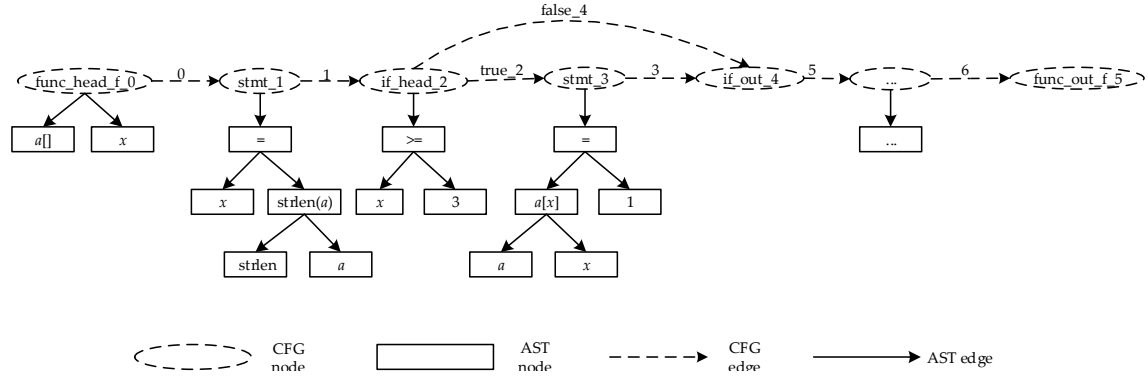 false_4
func_head_f_0 0 stmt_1 1 if_head_2 true_2 stmt_3 3 if_out_4 5 ... 6 func_out_f_5
a[] x = >= = ...
x strlen(a) x 3 a[x] 1
strlen a a x
CFG node AST node CFG edge AST edge